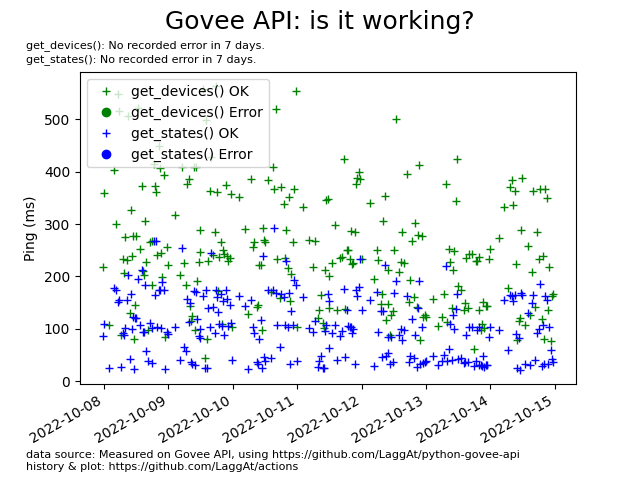 Govee API: is it working?
get_devices(): No recorded error in 7 days.
get_states(): No recorded error in 7 days.
get_devices() OK
get_devices() Error
get_states() OK
get_states() Error
Ping (ms)
500
400
300
200
100
0
2022-10-08
2022-10-09
2022-10-10
2022-10-11
2022-10-12
2022-10-13
2022-10-14
2022-10-15
data source: Measured on Govee API, using https://github.com/LaggAt/python-govee-api
history & plot: https://github.com/LaggAt/actions